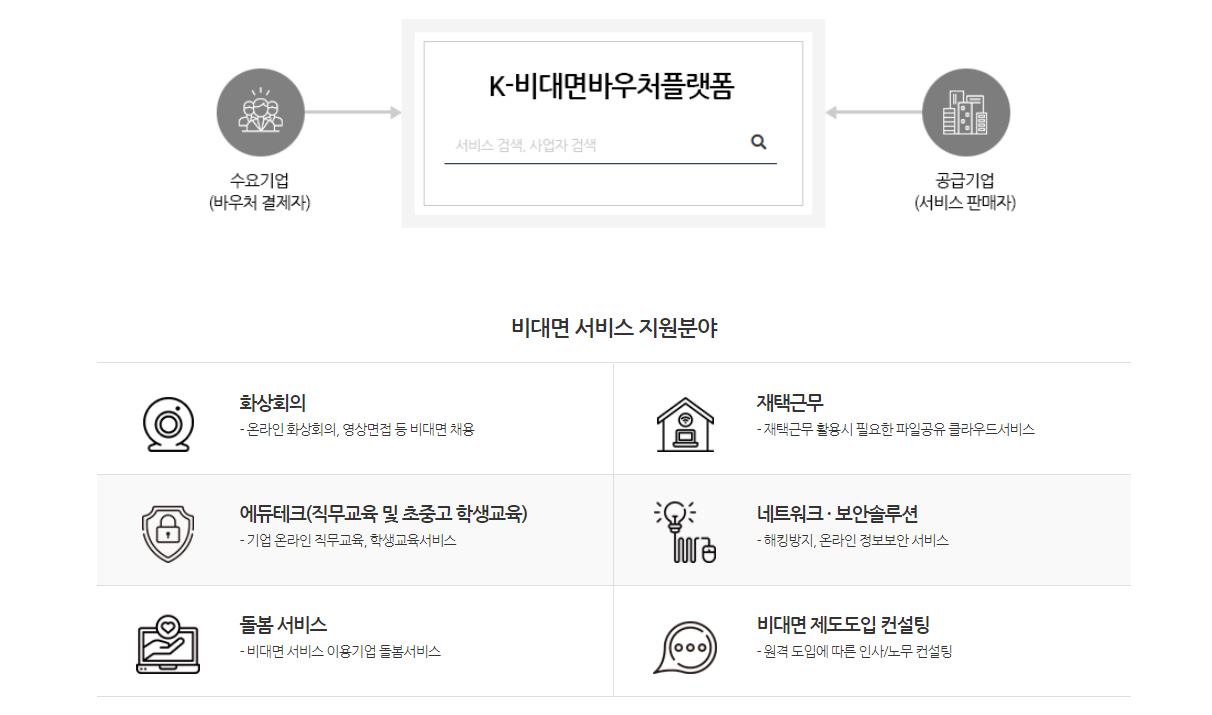 K-비대면바우처플랫폼
서비스 검색, 사업자 검색
수요기업
(바우처 결제자)
공급기업
(서비스 판매자)
비대면 서비스 지원분야
화상회의
- 온라인 화상회의, 영상면접 등 비대면 채용
재택근무
- 재택근무 활용시 필요한 파일공유 클라우드서비스
에듀테크(직무교육 및 초중고 학생교육)
- 기업 온라인 직무교육, 학생교육서비스
네트워크 · 보안솔루션
- 해킹방지, 온라인 정보보안 서비스
돌봄 서비스
- 비대면 서비스 이용기업 돌봄서비스
비대면 제도도입 컨설팅
- 원격 도입에 따른 인사/노무 컨설팅